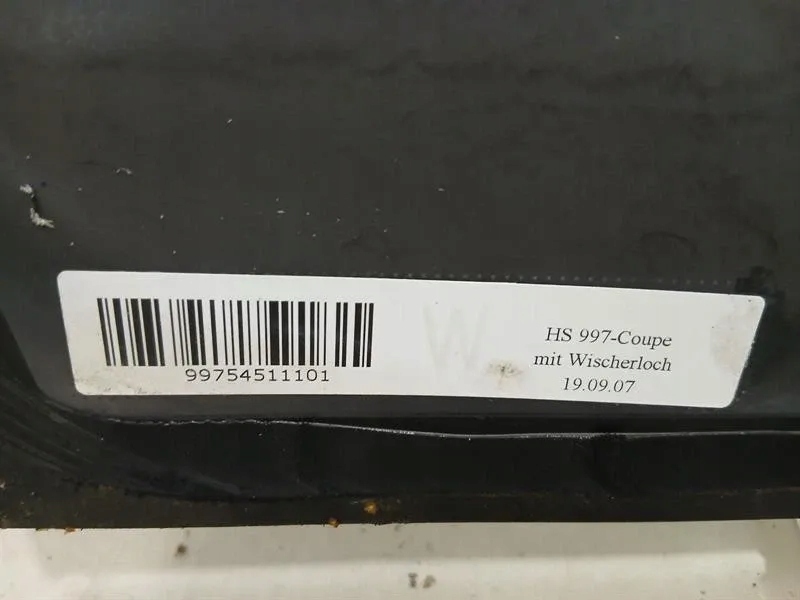 99754511101
W
HS 997-Coupe
mit Wischerloch
19.09.07